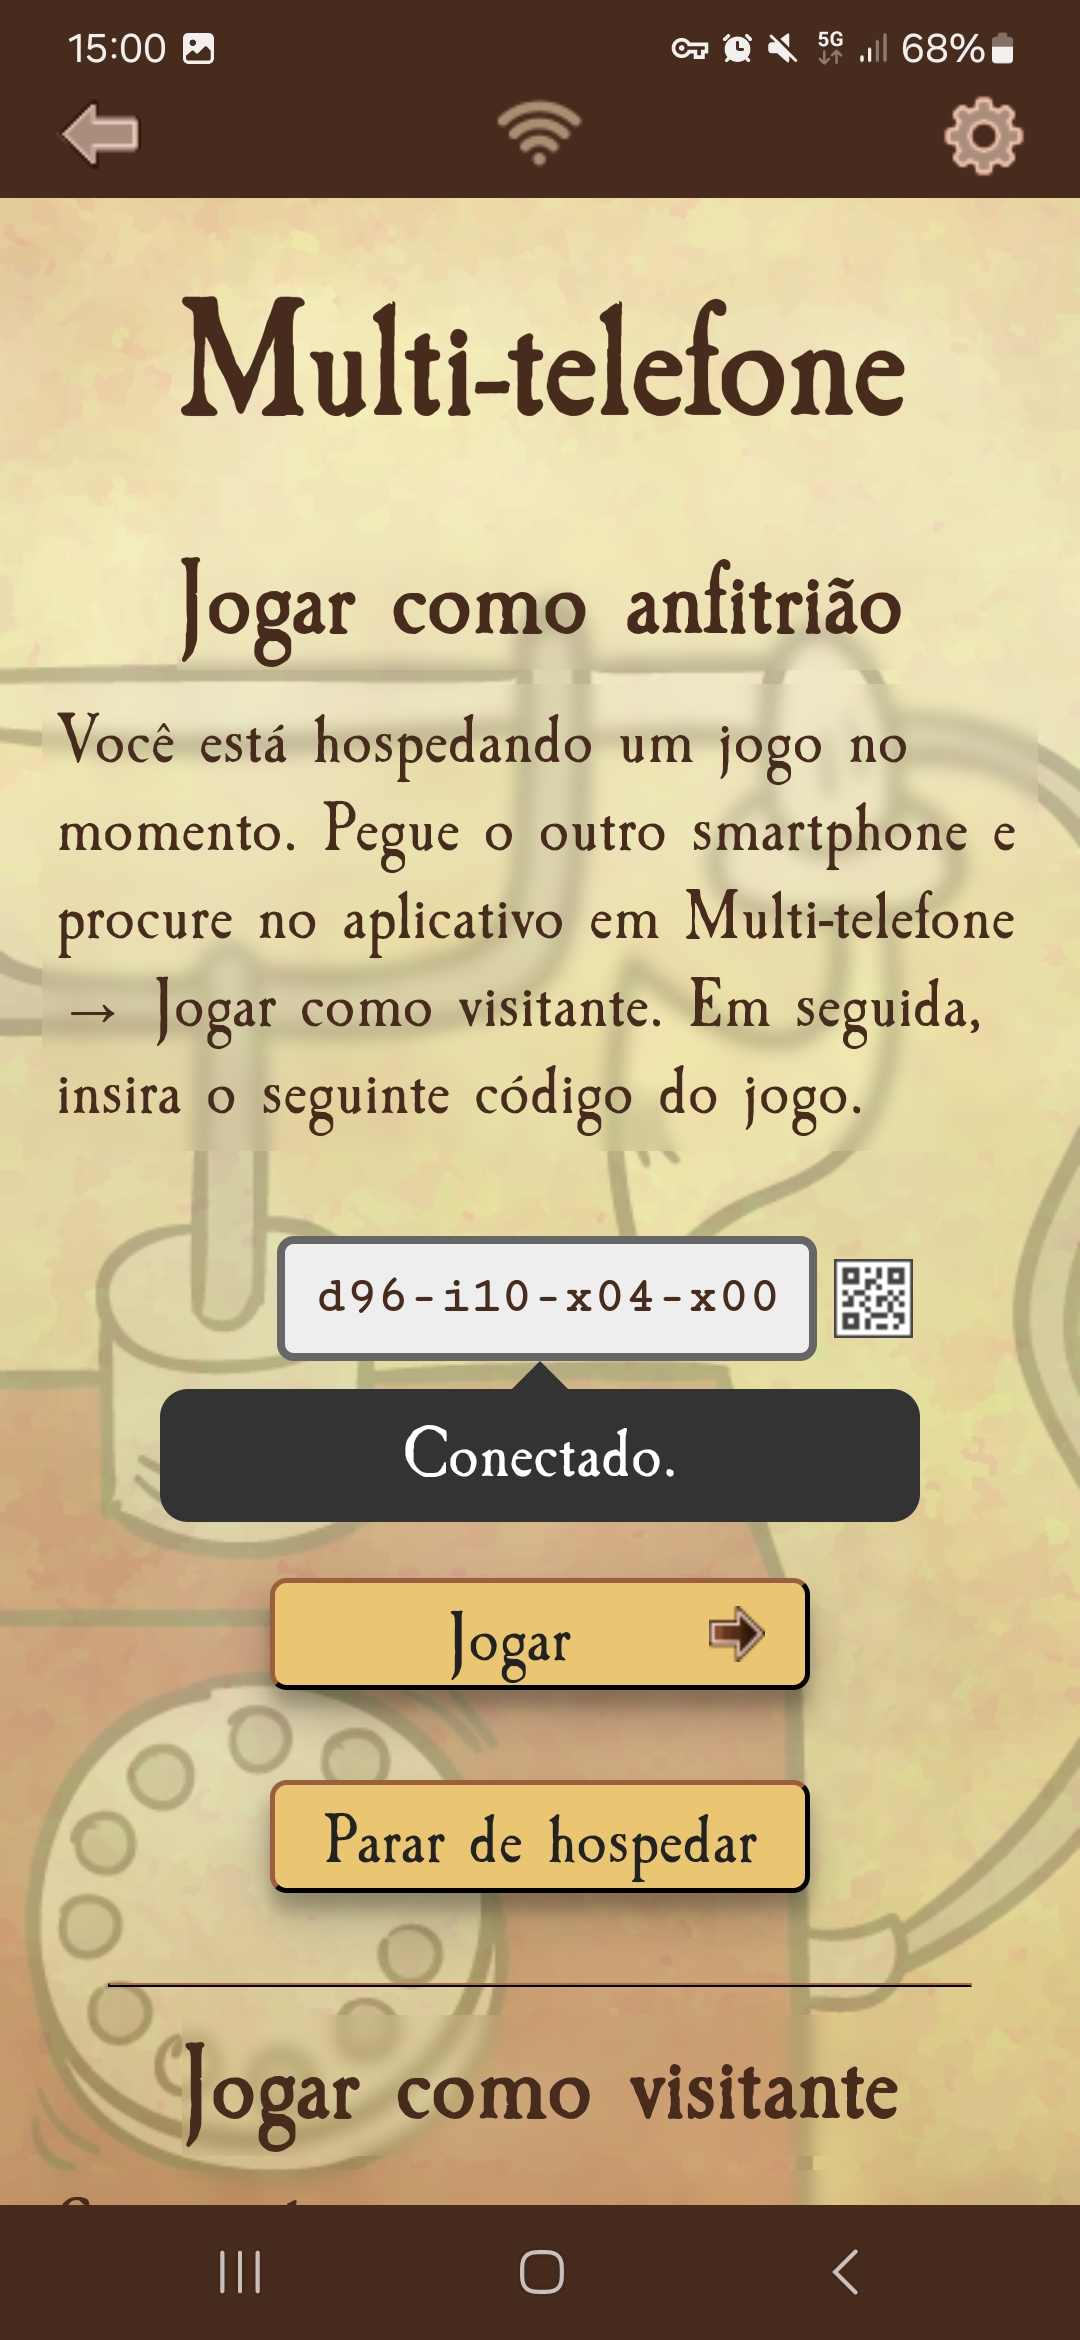 15:00
5G
68%
Multi-telefone
Jogar como anfitrião
Você está hospedando um jogo no
momento. Pegue o outro smartphone e
procure no aplicativo em Multi-telefone
→ Jogar como visitante. Em seguida,
insira o seguinte código do jogo.
d96-i10-x04-x00
Conectado.
Jogar
Parar de hospedar
Jogar como visitante